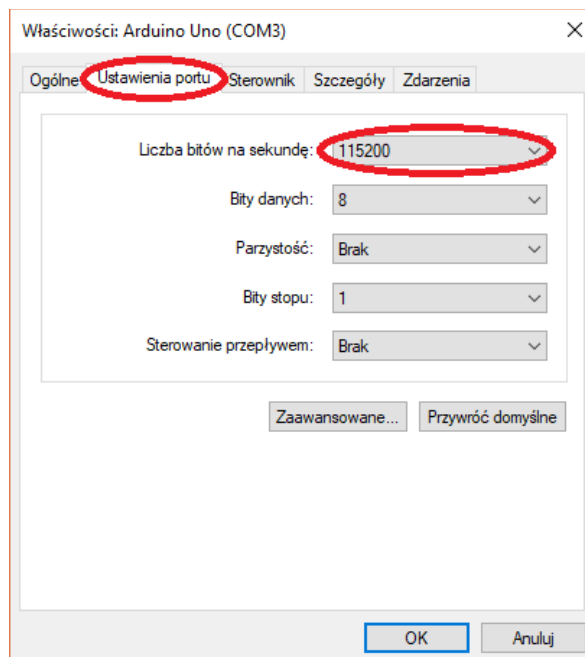 Właściwości: Arduino Uno (COM3)
Ogólne Ustawienia portu Sterownik Szczegóły Zdarzenia
Liczba bitów na sekundę: 115200
Bity danych: 8
Parzystość: Brak
Bity stopu: 1
Sterowanie przepływem: Brak
Zaawansowane... Przywróć domyślne
OK Anuluj